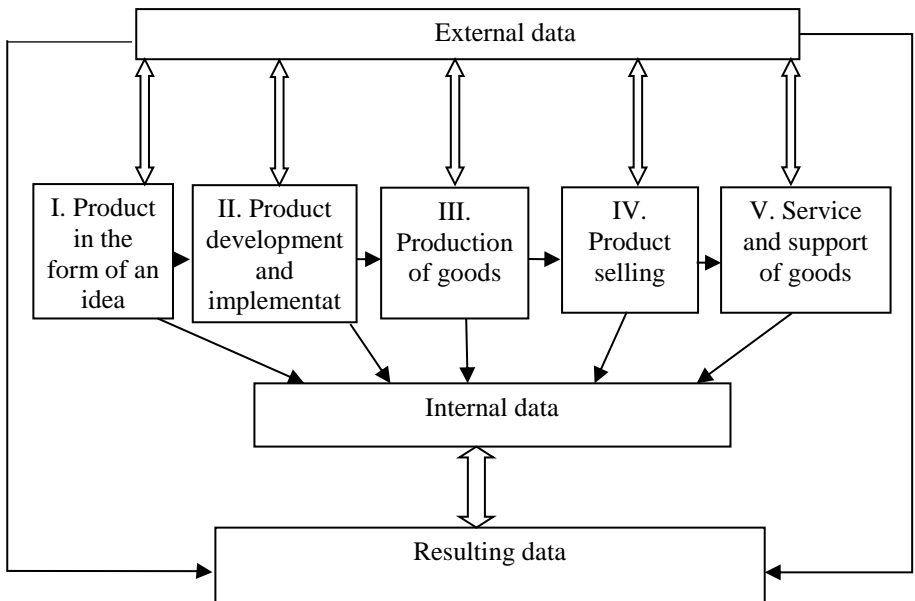 External data
I. Product
in the
form of an
idea
II. Product
development
and
implementat
III.
Production
of goods
IV.
Product
selling
V. Service
and support
of goods
Internal data
Resulting data